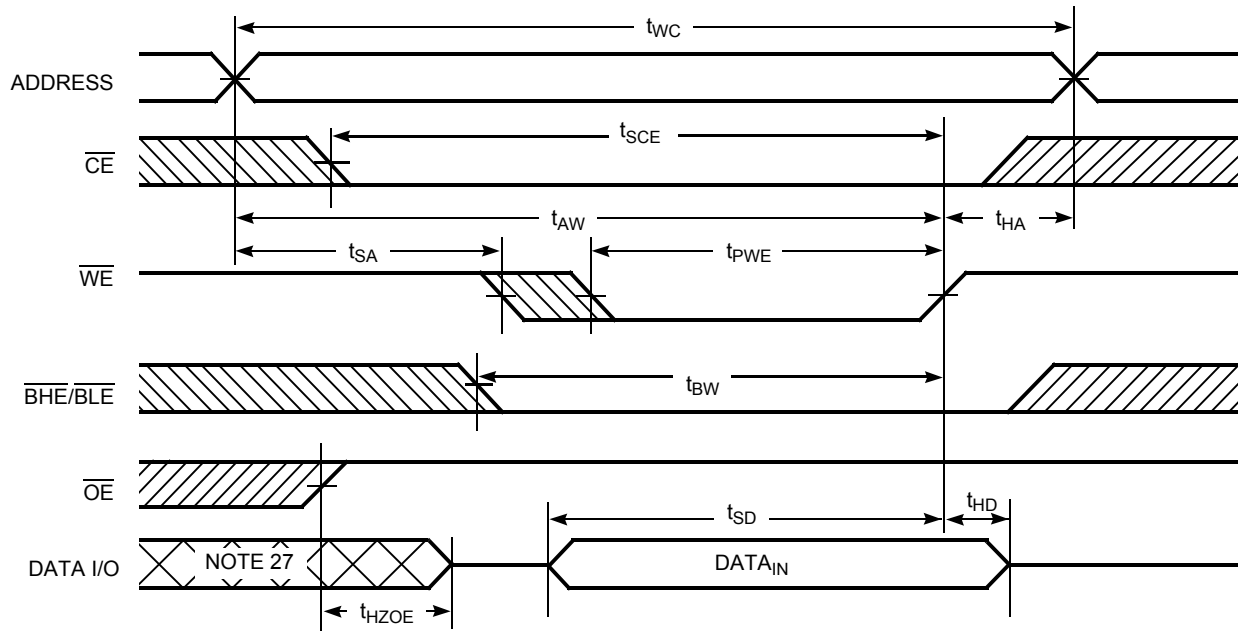 tWC
ADDRESS
tSCE
CE
tAW
tHA
tSA
tPWE
WE
tBW
BHE/BLE
OE
tSD
tHD
DATA I/O
NOTE 27
DATAIN
tHZOE